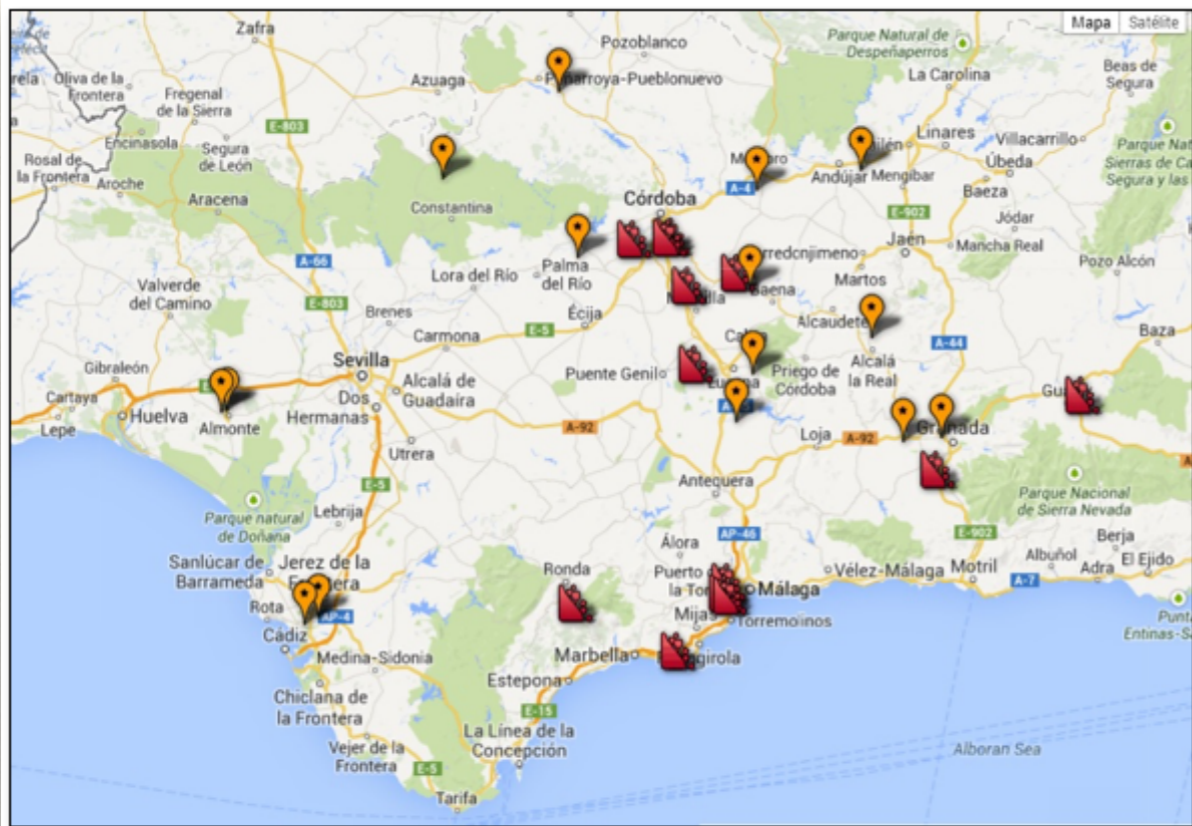 Mapa
Satélite
Zafra
Pozoblanco
Parque Natural de
Despeñaperros
Oliva de la
Frontera
Azuaga
La Carolina
Beas de
Segura
Fregenal
de la Sierra
E-803
Encinasola
Segura
de León
Linares
Villacarrillo
Rosal de
la Frontera
Aroche
Andújar
Mengíbar
Úbeda
Baeza
Sierras de
Segura y las
A-4
Aracena
Constantina
Córdoba
E-902
Jódar
Jaén
Mancha Real
A-66
Lora del Río
Palma
del Río
Martos
Pozo Alcón
Valverde
del Camino
E-803
Brenes
Écija
E-5
Carmona
Alcaudete
Baza
A-44
Gibraleón
Sevilla
Puente Genil
Priego de
Córdoba
Alcalá
la Real
Cartaya
Huelva
Alcalá de
Guadaíra
Dos
Hermanas
Lepe
Almonte
A-92
Loja
A-92
Granada
Utrera
Antequera
E-5
Parque Nacional
de Sierra Nevada
Parque natural
de Doñana
Lebrija
AP-46
E-902
Berja
Sanlúcar de
Barrameda
Jerez de la
Álora
Albuñol
El Ejido
Ronda
Puerto
Vélez-Málaga
Motril
Adra
A-7
Málaga
Rota
AP-4
Mijas
Torremolinos
Cádiz
Medina-Sidonia
Marbella
Estepona
Chiclana de
la Frontera
E-15
La Línea de la
Concepción
Vejer de la
Frontera
E-5
Alboran Sea
Tarifa